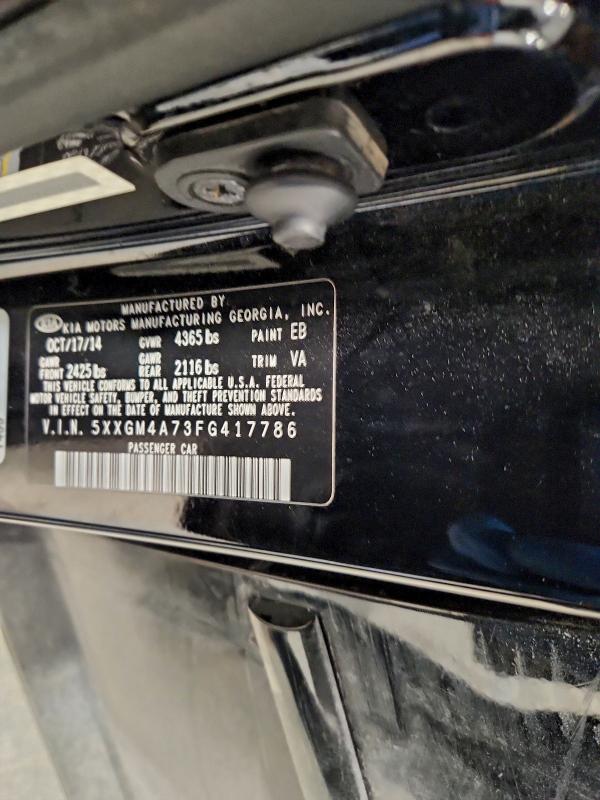 MANUFACTURED BY
KIA KIA MOTORS MANUFACTURING GEORGIA, INC.
OCT/17/14 GVWR 4365 lbs PAINT EB
GAWR FRONT 2425 lbs GAWR REAR 2116 lbs TRIM VA
THIS VEHICLE CONFORMS TO ALL APPLICABLE U.S.A. FEDERAL
MOTOR VEHICLE SAFETY, BUMPER, AND THEFT PREVENTION STANDARDS
IN EFFECT ON THE DATE OF MANUFACTURE SHOWN ABOVE.
V.I.N. 5XXGM4A73FG417786
PASSENGER CAR